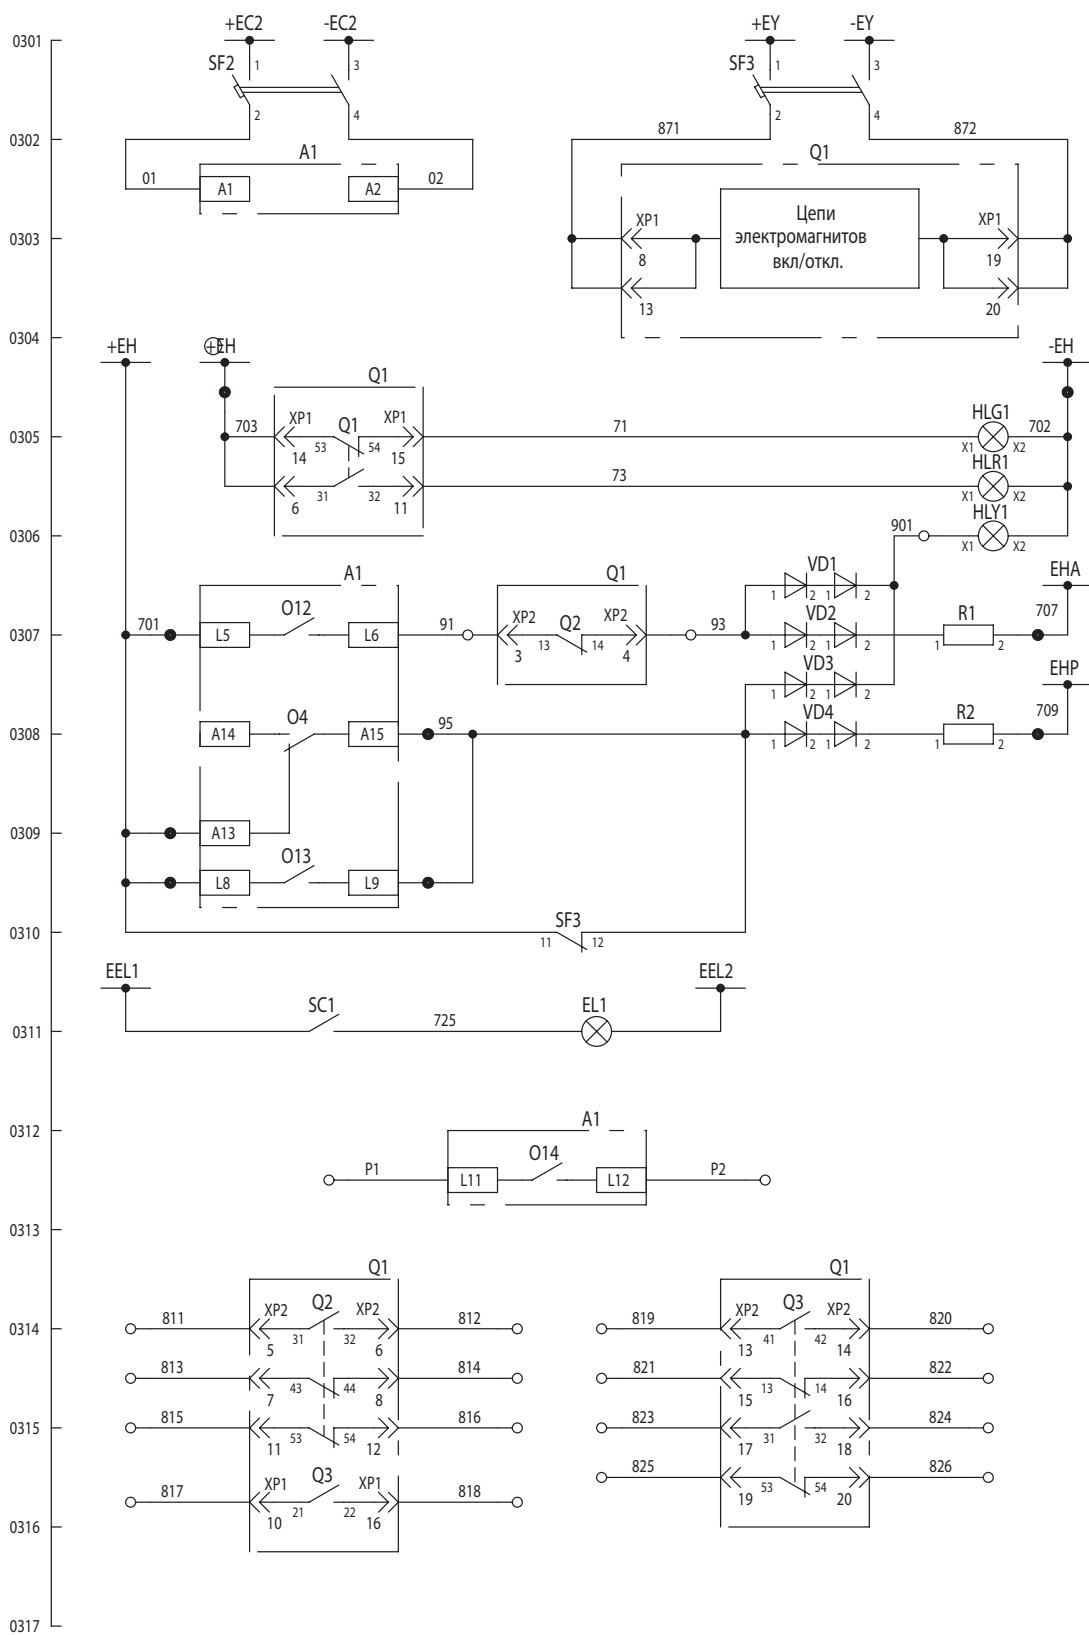 +EC2 -EC2 +EY -EY
0301
SF2 1 3 SF3 1 3
2 4 2 4
0302 871 872
A1 Q1
01 A1 A2 02
XP1 Цепи XP1
0303 электромагнитов
8 вкл/откл. 19
13 20
0304
+EH +EH -EH
Q1
703 XP1 Q1 XP1 71 HLG1 702
0305 53 54 X1 X2
14 15 HLR1
31 32 73 X1 X2
6 11 HLY1
0306 901 X1 X2
A1 Q1 VD1 EHA
O12 1 2 1 2
701 L5 L6 91 XP2 Q2 XP2 93 VD2 R1 707
0307 13 14 1 2 1 2 1 2
3 4 VD3 EHP
1 2 1 2
O4 95 VD4 R2 709
0308 A14 A15 1 2 1 2 1 2
0309 A13
O13
L8 L9
SF3
0310 11 12
EEL1 EEL2
SC1 EL1
0311 725
0312 A1
O14
P1 L11 L12 P2
0313
Q1 Q1
811 XP2 Q2 XP2 812 819 XP2 Q3 XP2 820
0314 31 32 41 42
5 6 13 14
813 43 44 814 821 13 14 822
7 8 15 16
815 53 54 816 823 31 32 824
0315 11 12 17 18
825 53 54 826
817 XP1 Q3 XP1 818 19 20
21 22
10 16
0316
0317